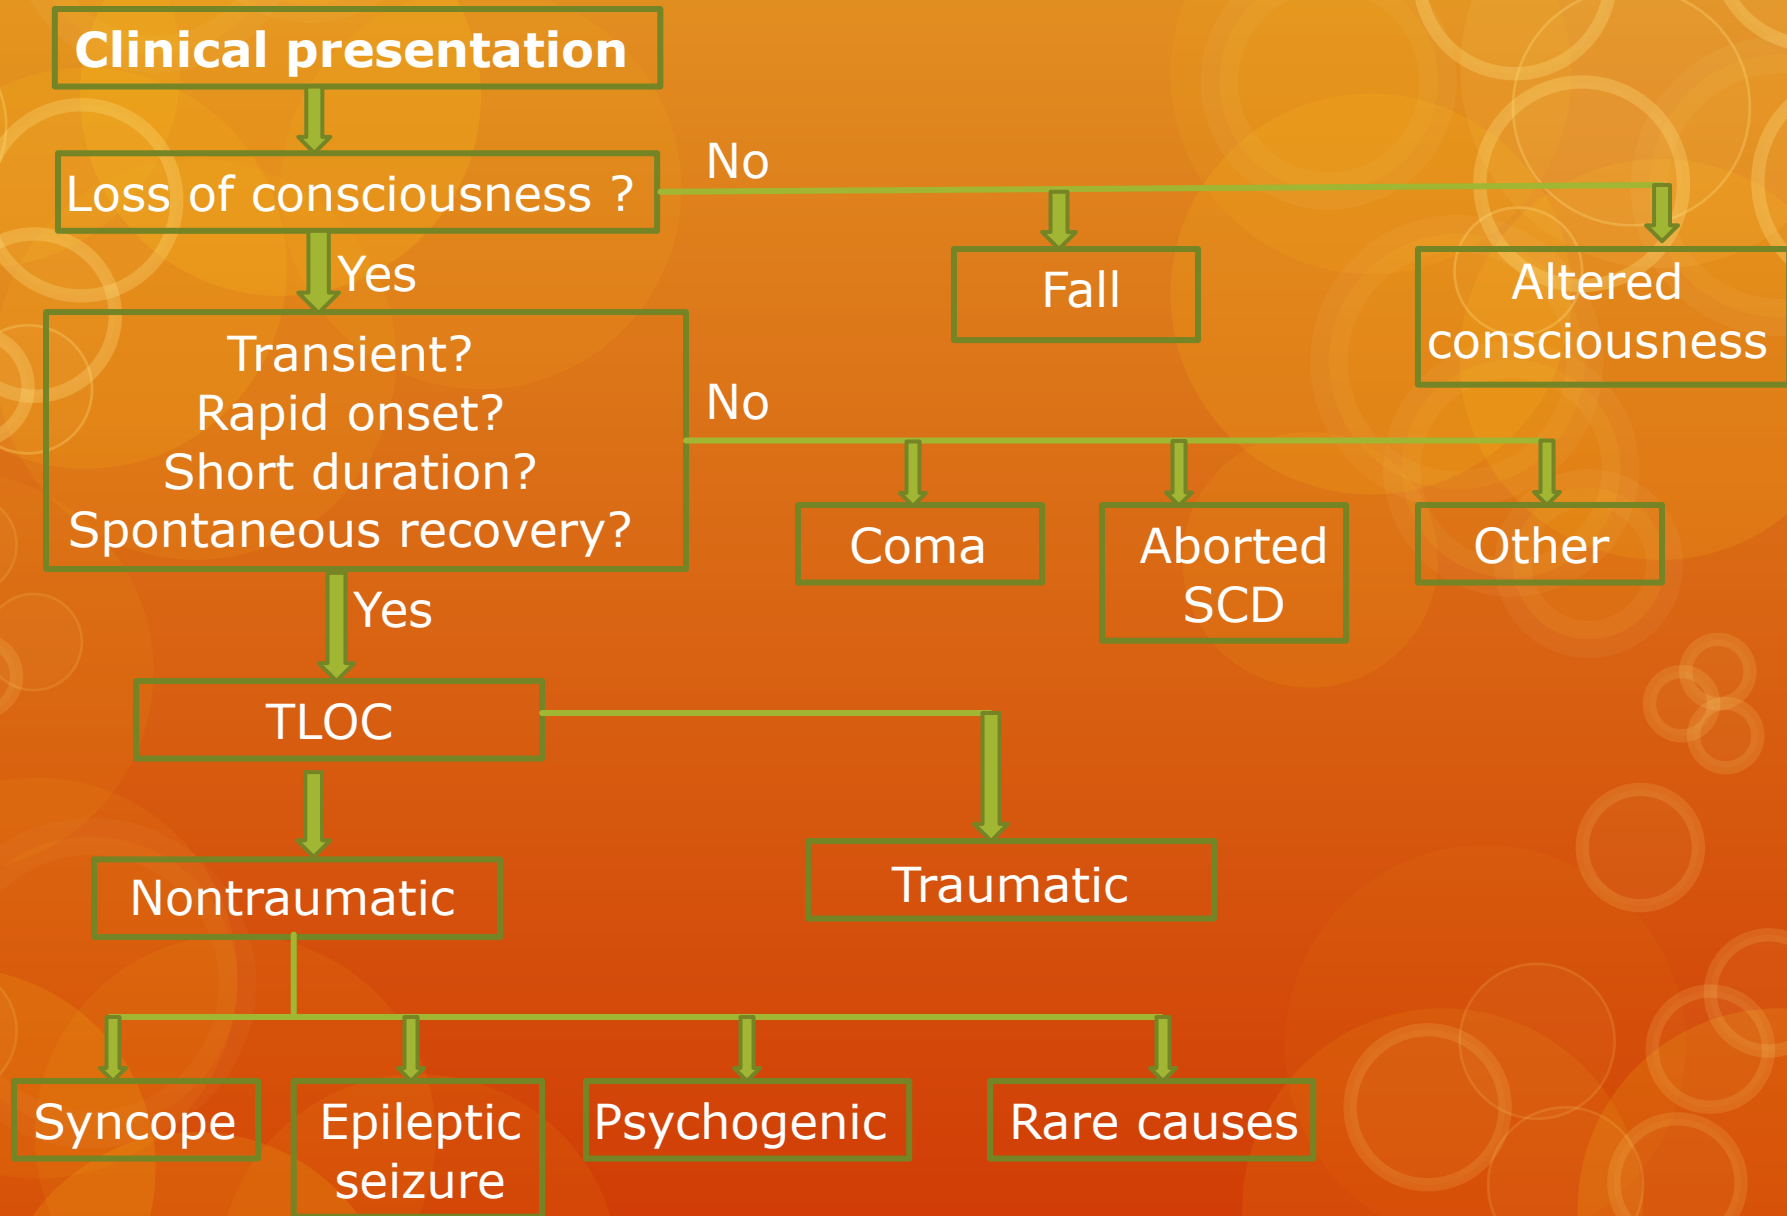 Clinical presentation
No
Loss of consciousness ?
Yes
Fall
Altered
consciousness
Transient?
Rapid onset?
Short duration?
Spontaneous recovery?
No
Coma
Aborted
SCD
Other
Yes
TLOC
Nontraumatic
Traumatic
Syncope
Epileptic
seizure
Psychogenic
Rare causes